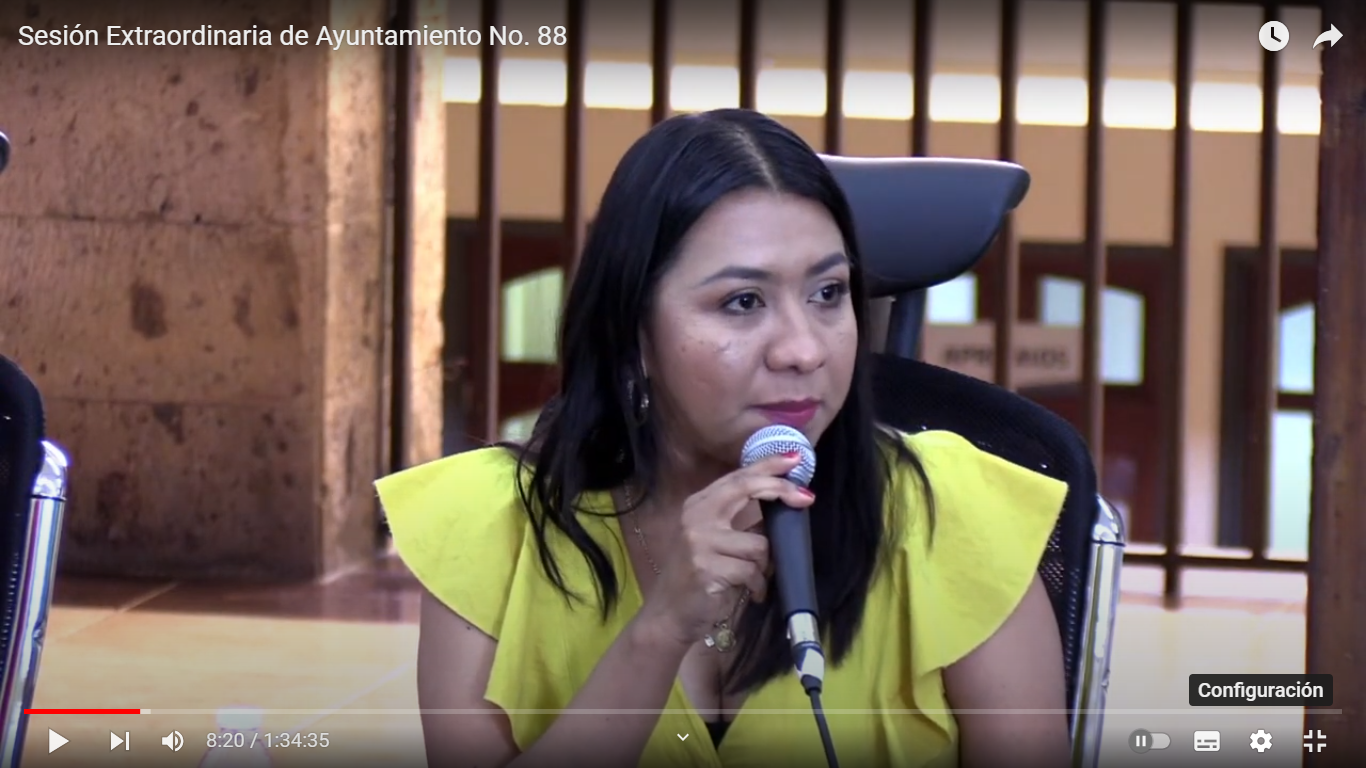 Sesión Extraordinaria de Ayuntamiento No. 88
Configuración
8:20 / 1:34:35